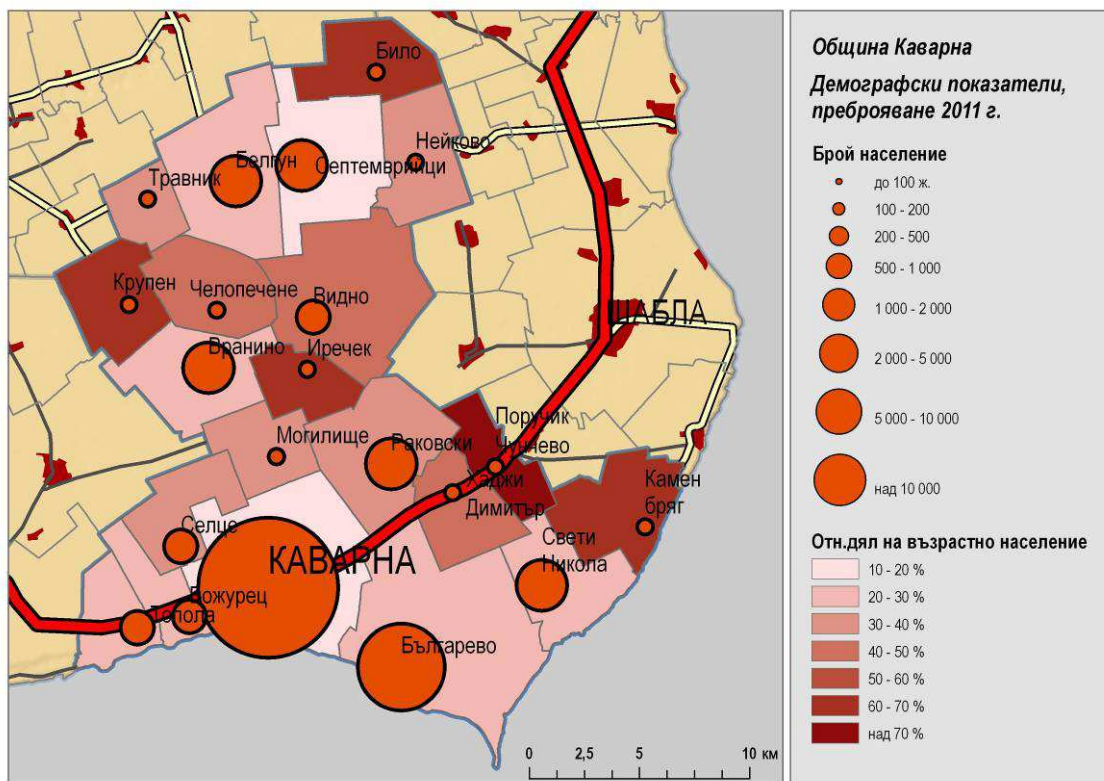 Било
Нейково
Белгун
Септемврийци
Травник
Крупен
Челопечене
Видно
ШАБЛА
Вранино
Иречек
Поручик
Чунчево
Могилище
Раковски
Хаджи
Димитър
Камен
бряг
Селце
Свети
Никола
КАВАРНА
Божурец
Топола
Българево
0 2,5 5 10 км
Община Каварна
Демографски показатели,
преброяване 2011 г.
Брой население
до 100 ж.
100 - 200
200 - 500
500 - 1 000
1 000 - 2 000
2 000 - 5 000
5 000 - 10 000
над 10 000
Отн.дял на възрастно население
10 - 20 %
20 - 30 %
30 - 40 %
40 - 50 %
50 - 60 %
60 - 70 %
над 70 %